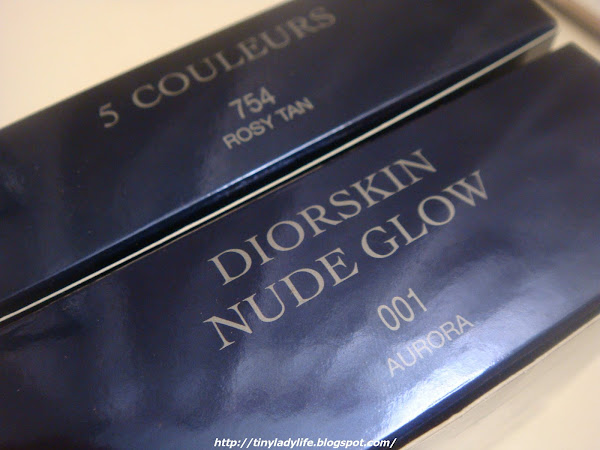 5 COULEURS
754
ROSY TAN
DIORSKIN
NUDE GLOW
001
AURORA
http://tinyladylife.blogspot.com/